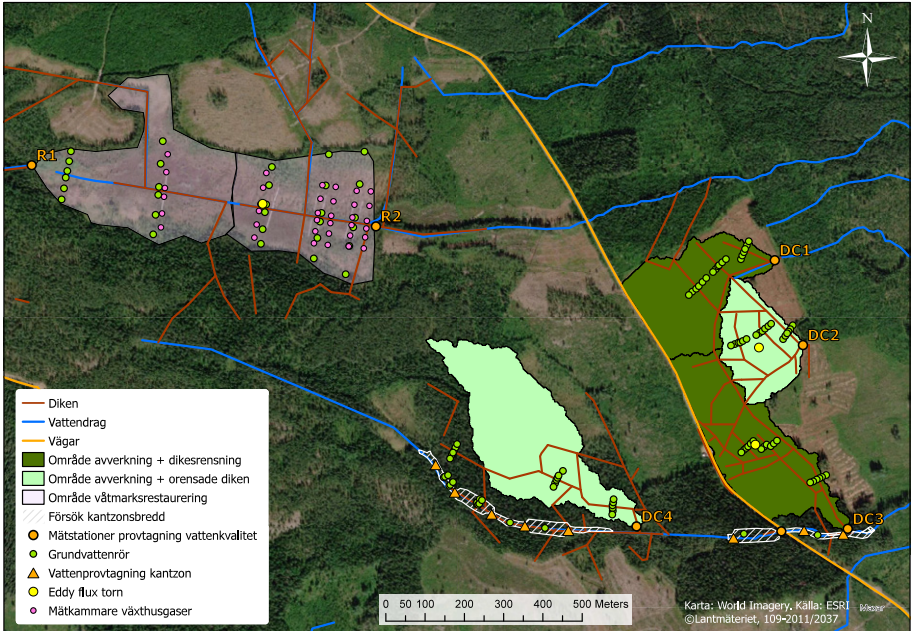 N
R1
R2
DC1
DC2
DC4
DC3
Diken
Vattendrag
Vägar
Område avverkning + dikesrensning
Område avverkning + orensade diken
Område våtmarksrestaurering
Försök kantzonsbredd
Mätstationer provtagning vattenkvalitet
Grundvattenrör
Vattenprovtagning kantzon
Eddy flux torn
Mätkammare växthusgaser
0 50 100 200 300 400 500 Meters
Karta: World Imagery, Källa: ESRI
©Lantmäteriet, 109-2011/2037
Maxar